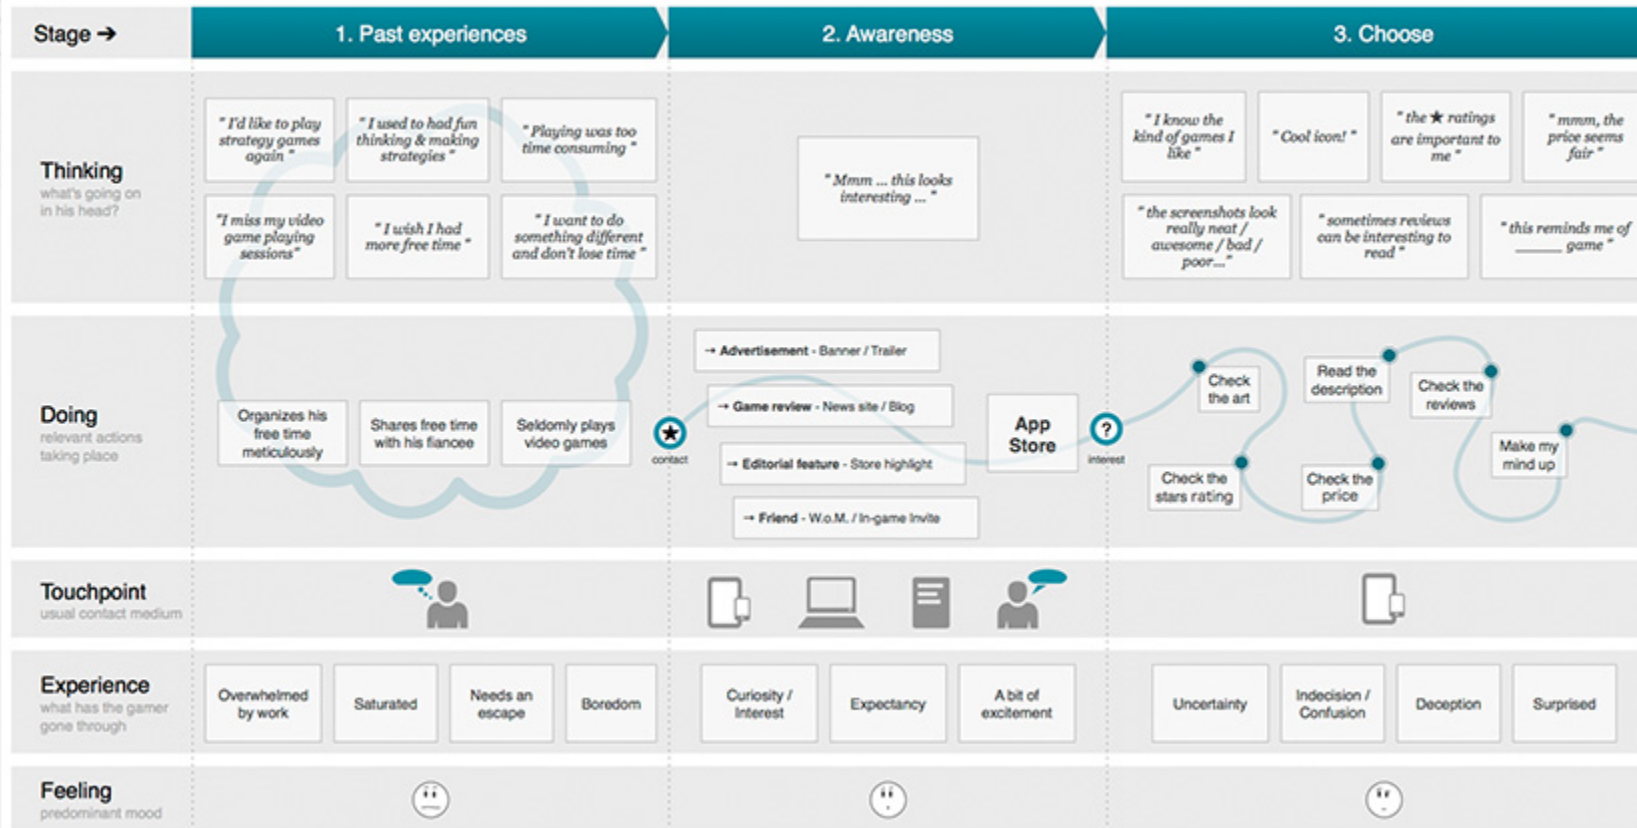 Stage →
1. Past experiences
2. Awareness
3. Choose
Thinking
what's going on
in his head?
" I'd like to play
strategy games
again "
" I used to had fun
thinking & making
strategies "
" Playing was too
time consuming "
"I miss my video
game playing
sessions"
" I wish I had
more free time "
" I want to do
something different
and don't lose time "
" Mmm ... this looks
interesting ... "
" I know the
kind of games I
like "
" Cool icon! "
" the ★ ratings
are important to
me "
" mmm, the
price seems
fair "
" the screenshots look
really neat /
awesome / bad /
poor..."
" sometimes reviews
can be interesting to
read "
" this reminds me of
______ game "
Doing
relevant actions
taking place
Organizes his
free time
meticulously
Shares free time
with his fiancee
Seldomly plays
video games
contact
→ Advertisement - Banner / Trailer
→ Game review - News site / Blog
→ Editorial feature - Store highlight
→ Friend - W.o.M. / In-game Invite
App
Store
?
interest
Check
the art
Check the
stars rating
Read the
description
Check the
price
Check the
reviews
Make my
mind up
Touchpoint
usual contact medium
Experience
what has the gamer
gone through
Overwhelmed
by work
Saturated
Needs an
escape
Boredom
Curiosity /
Interest
Expectancy
A bit of
excitement
Uncertainty
Indecision /
Confusion
Deception
Surprised
Feeling
predominant mood